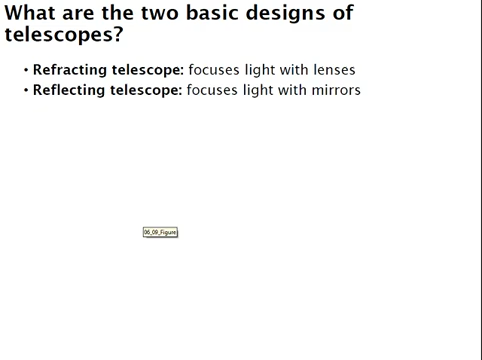 What are the two basic designs of
telescopes?
• Refracting telescope: focuses light with lenses
• Reflecting telescope: focuses light with mirrors
06_09_Figure